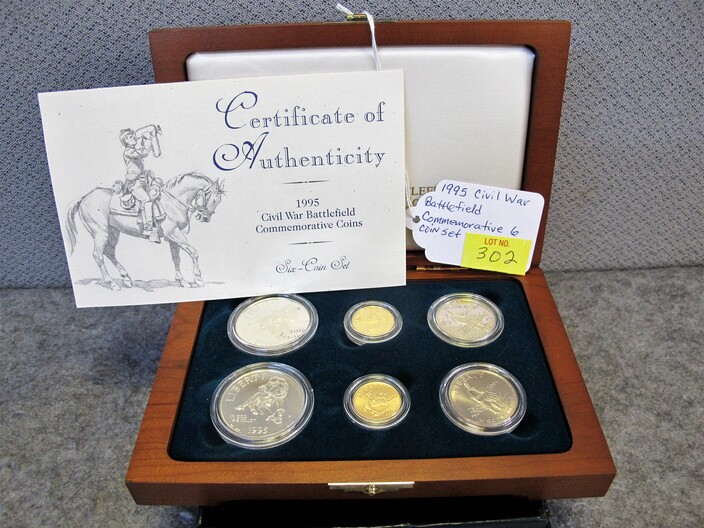 Certificate of
Authenticity
1995
Civil War Battlefield
Commemorative Coins
Six-Coin Set
1995 Civil War
Battlefield
Commemorative 6
coin set
LOT NO.
302
LIBERTY
1995